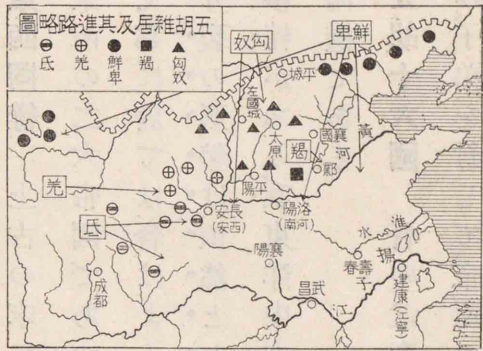 五胡雜居及其進路略圖
匈奴
羯
鮮卑
羌
氐
匈奴
鮮卑
平城
左國城
太原
襄國
黃河
羯
鄴
平陽
羌
長安
(西安)
洛陽
(河南)
氐
淮水
襄陽
壽春
子
揚
江
成都
武昌
建康(江寧)